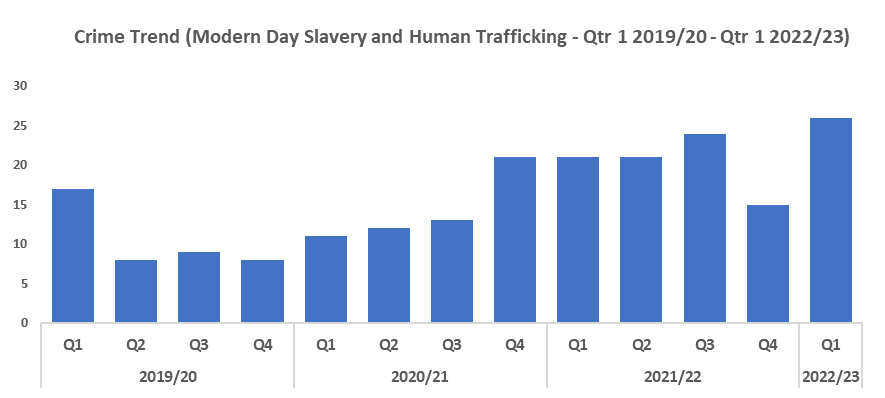 Crime Trend (Modern Day Slavery and Human Trafficking - Qtr 1 2019/20 - Qtr 1 2022/23)
30
25
20
15
10
5
0
Q1 Q2 Q3 Q4 Q1 Q2 Q3 Q4 Q1 Q2 Q3 Q4 Q1
2019/20 2020/21 2021/22 2022/23